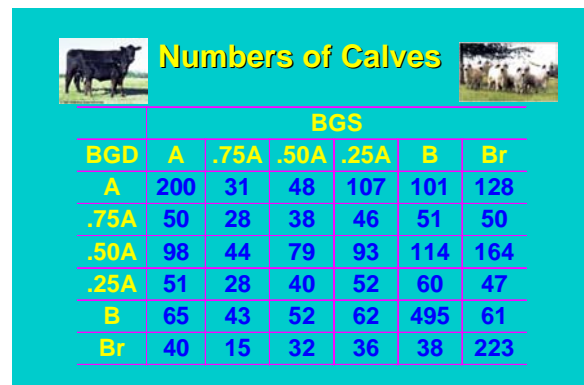 Numbers of Calves
BGS
BGD A .75A .50A .25A B Br
A 200 31 48 107 101 128
.75A 50 28 38 46 51 50
.50A 98 44 79 93 114 164
.25A 51 28 40 52 60 47
B 65 43 52 62 495 61
Br 40 15 32 36 38 223